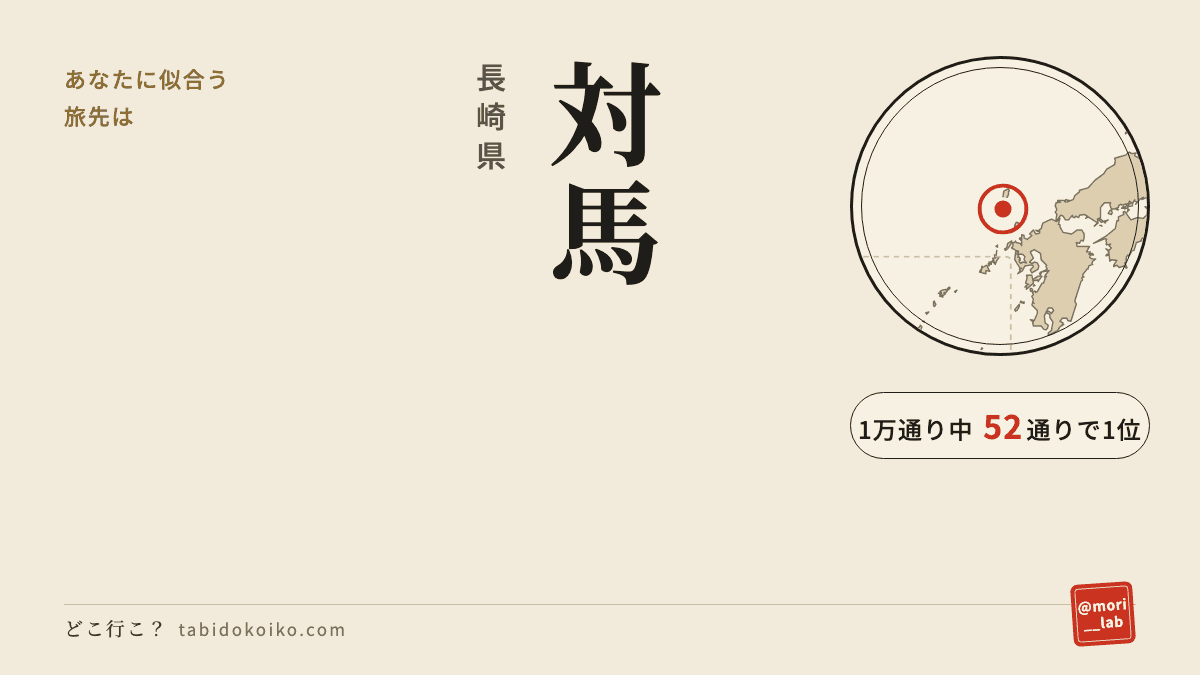 あなたに似合う
旅先は
長崎県
対馬
1万通り中 52通りで1位
どこ行こ？ tabidokoiko.com
@mori
__lab